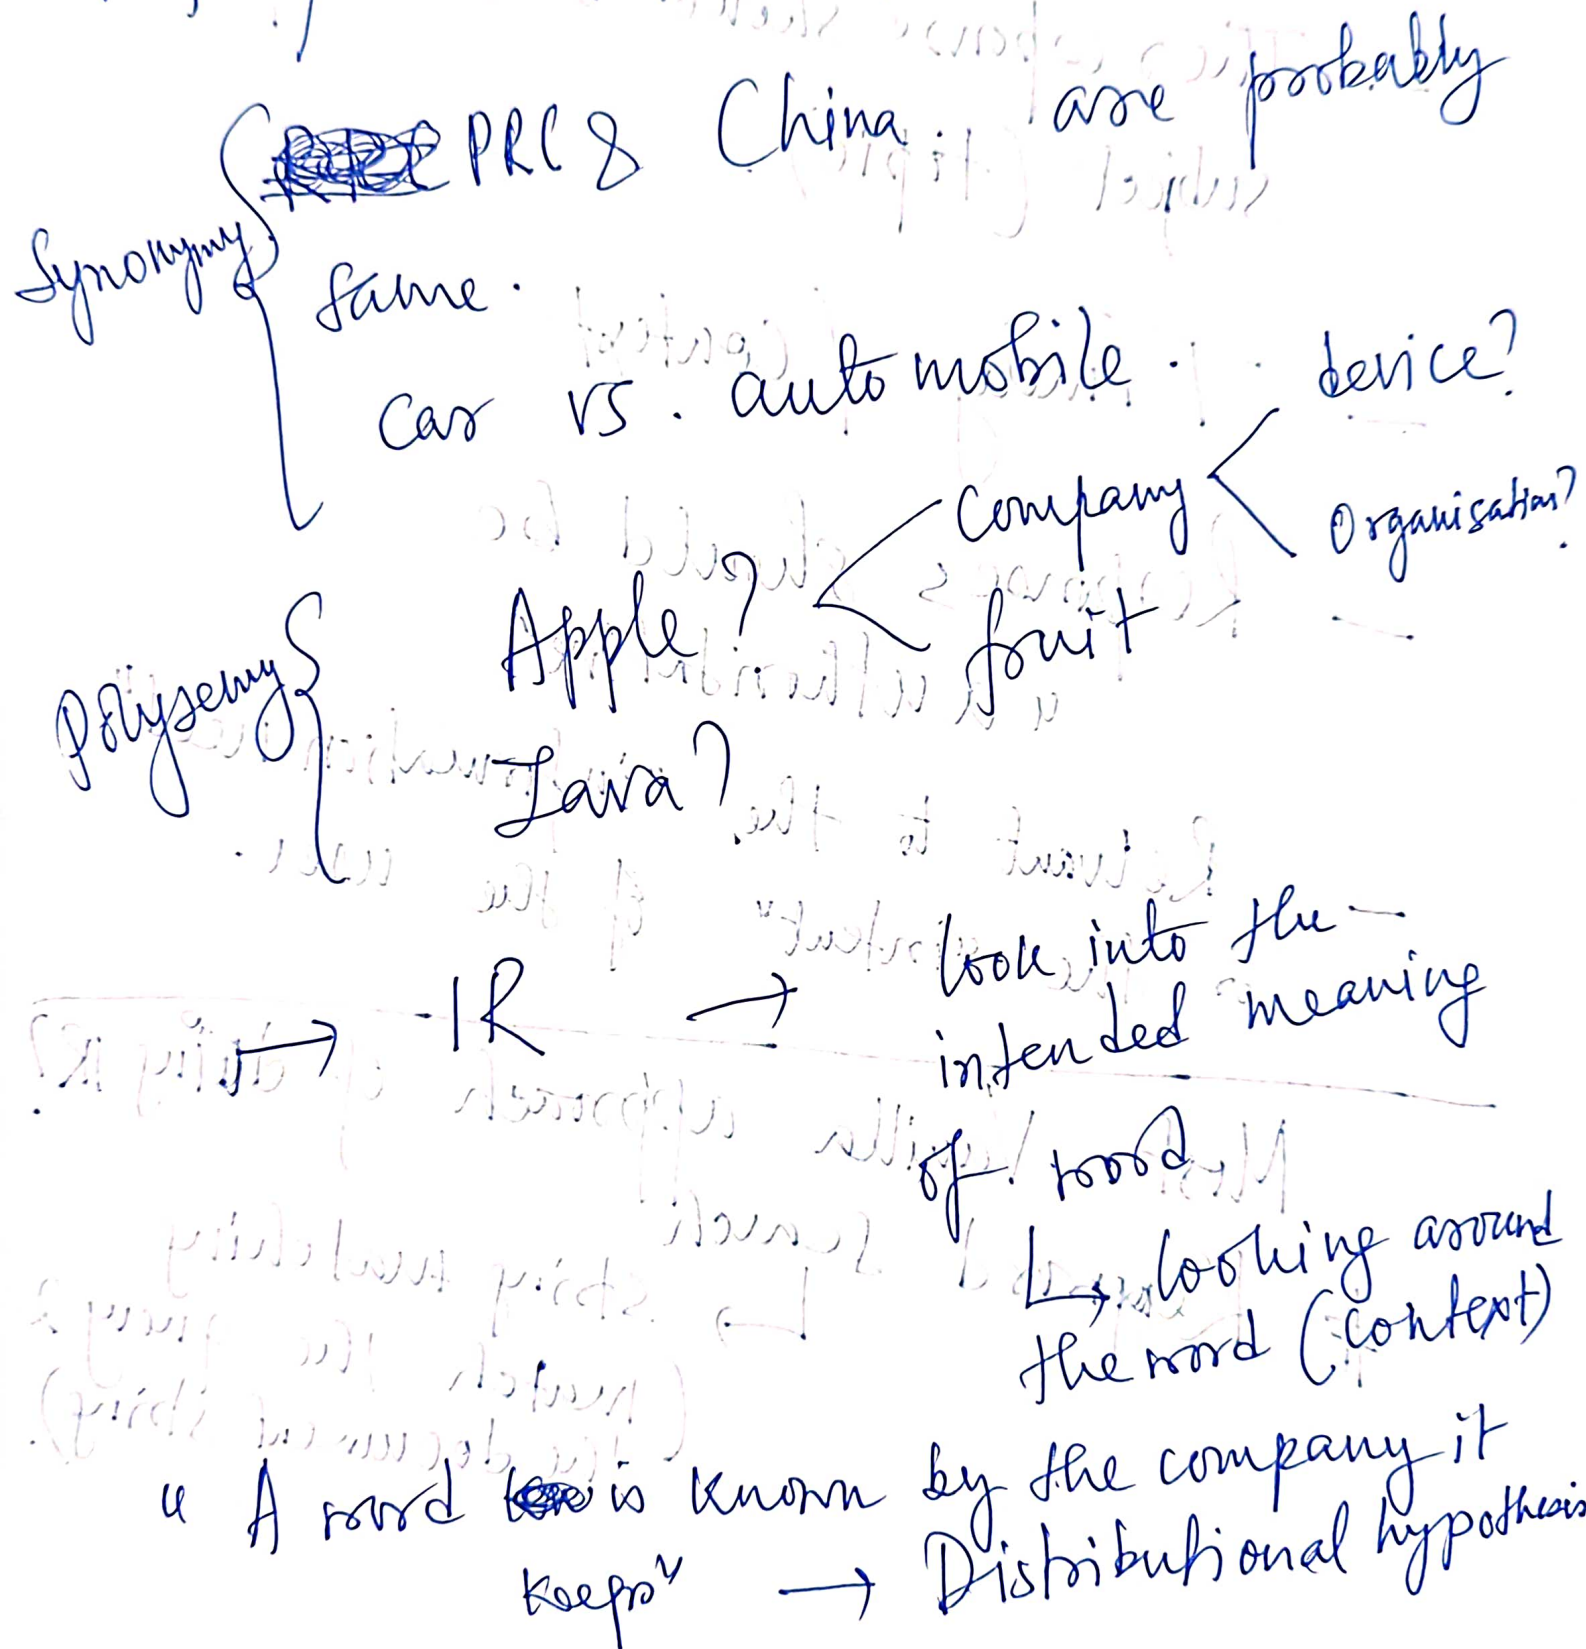 PRC & China are probably
Synonymy
same.
car vs. automobile.
device?
Company
Organisation?
Apple?
fruit
Polysemy
Java?
→ IR → look into the
intended meaning
of word
↳ looking around
the word (context)
" A word is known by the company it
keeps" → Distributional hypothesis